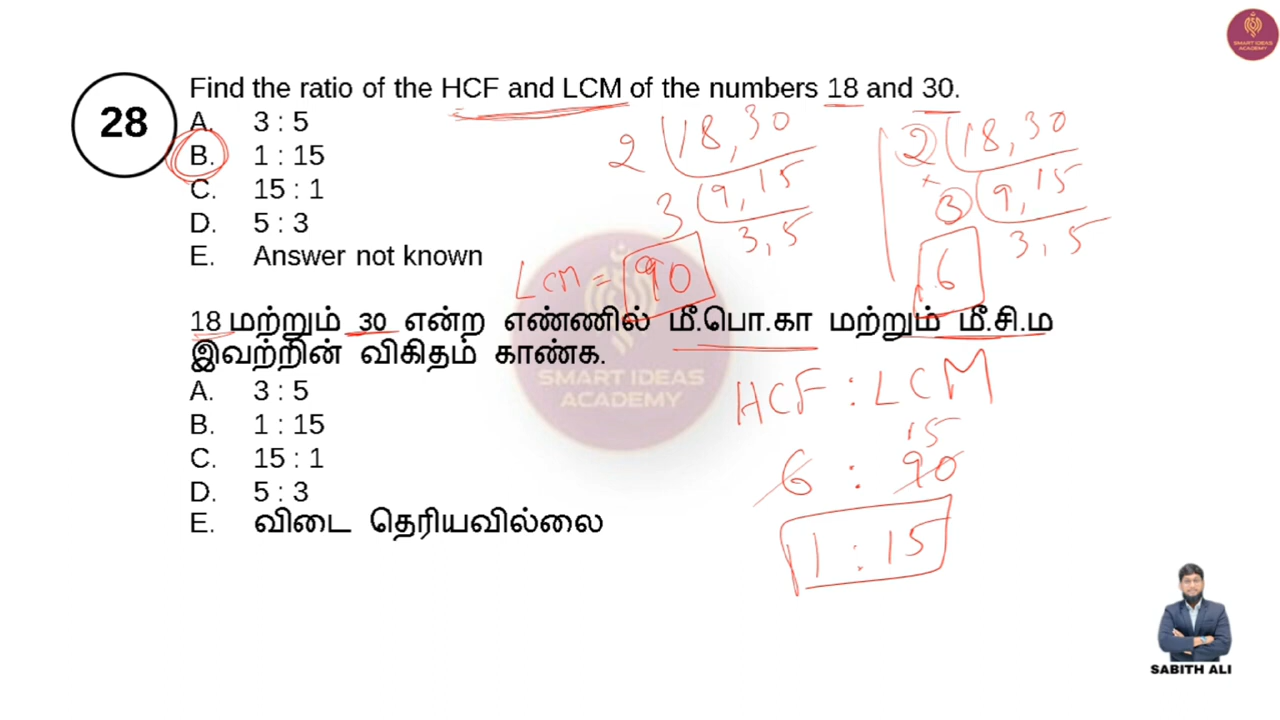 SMART IDEAS
ACADEMY
28
Find the ratio of the HCF and LCM of the numbers 18 and 30.
A. 3 : 5
B. 1 : 15
C. 15 : 1
D. 5 : 3
E. Answer not known
2 18, 30
3 9, 15
3, 5
LCM = 90
2 18, 30
×
3 9, 15
3, 5
6
18 மற்றும் 30 என்ற எண்ணில் மீ.பொ.கா மற்றும் மீ.சி.ம
இவற்றின் விகிதம் காண்க.
A. 3 : 5
B. 1 : 15
C. 15 : 1
D. 5 : 3
E. விடை தெரியவில்லை
SMART IDEAS
ACADEMY
HCF : LCM
15
6 : 90
1 : 15
SABITH ALI